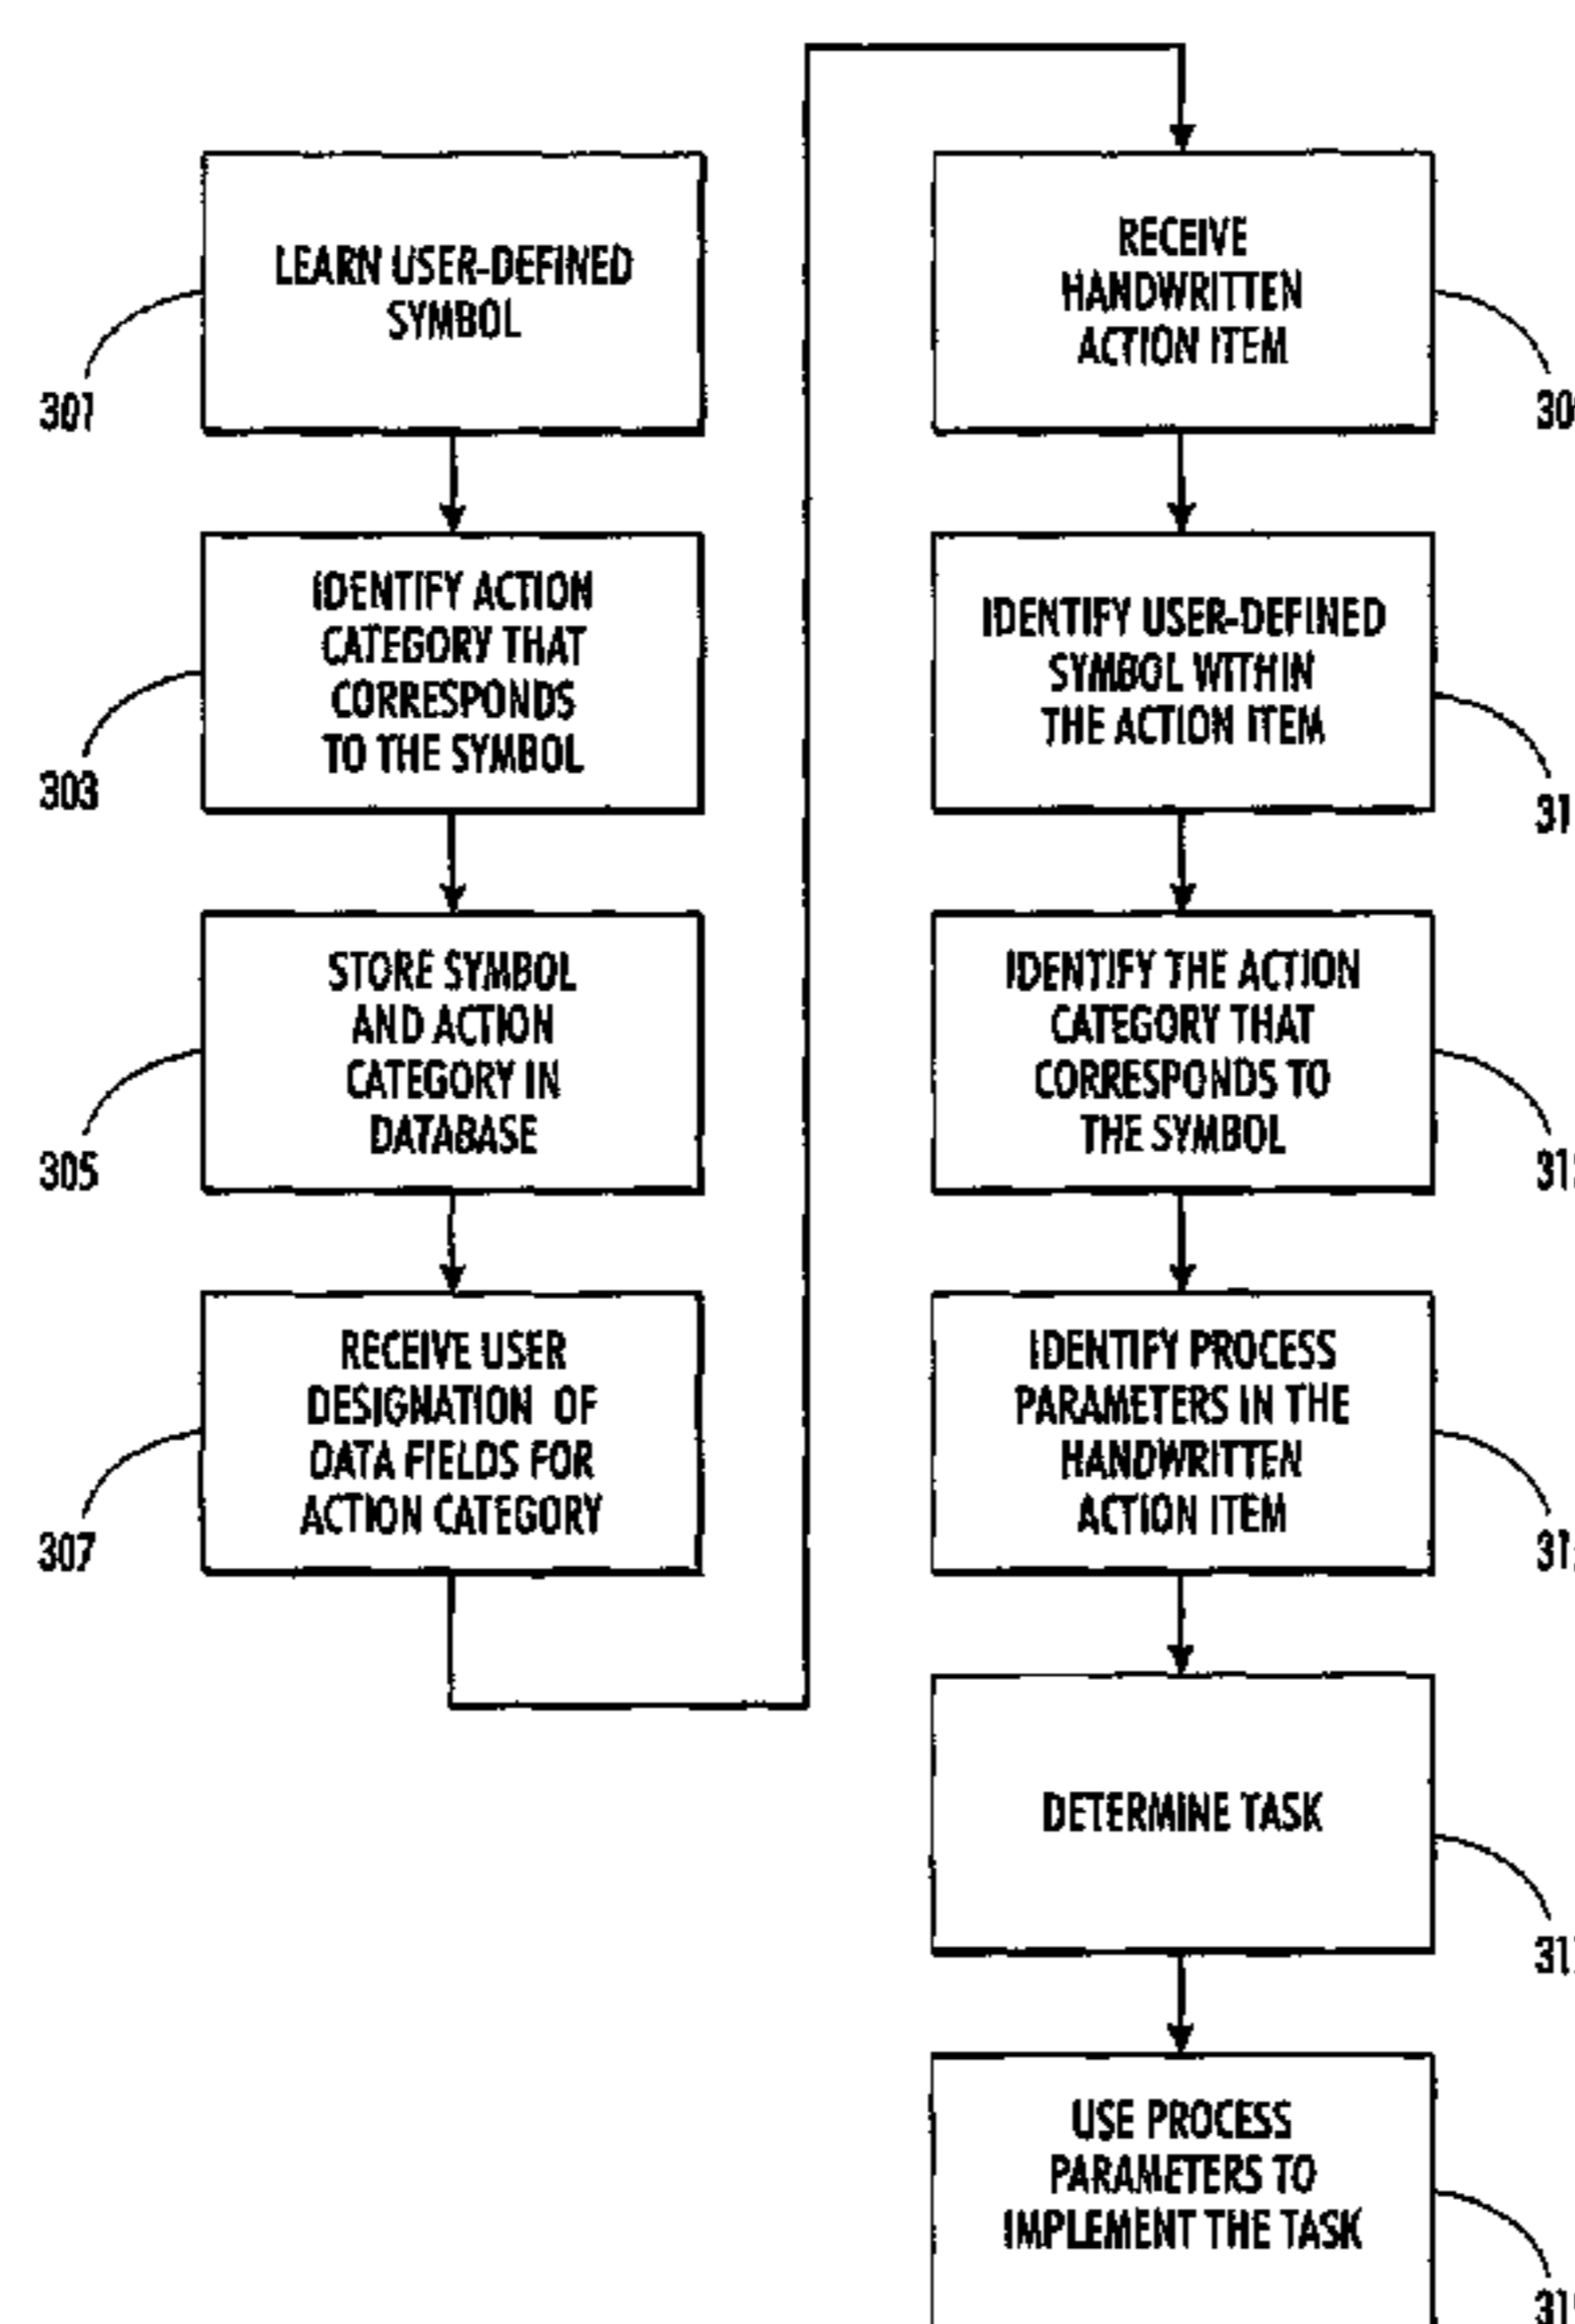 LEARN USER-DEFINED
SYMBOL
301
IDENTIFY ACTION
CATEGORY THAT
CORRESPONDS
TO THE SYMBOL
303
STORE SYMBOL
AND ACTION
CATEGORY IN
DATABASE
305
RECEIVE USER
DESIGNATION OF
DATA FIELDS FOR
ACTION CATEGORY
307
RECEIVE
HANDWRITTEN
ACTION ITEM
IDENTIFY USER-DEFINED
SYMBOL WITHIN
THE ACTION ITEM
IDENTIFY THE ACTION
CATEGORY THAT
CORRESPONDS TO
THE SYMBOL
IDENTIFY PROCESS
PARAMETERS IN THE
HANDWRITTEN
ACTION ITEM
DETERMINE TASK
USE PROCESS
PARAMETERS TO
IMPLEMENT THE TASK